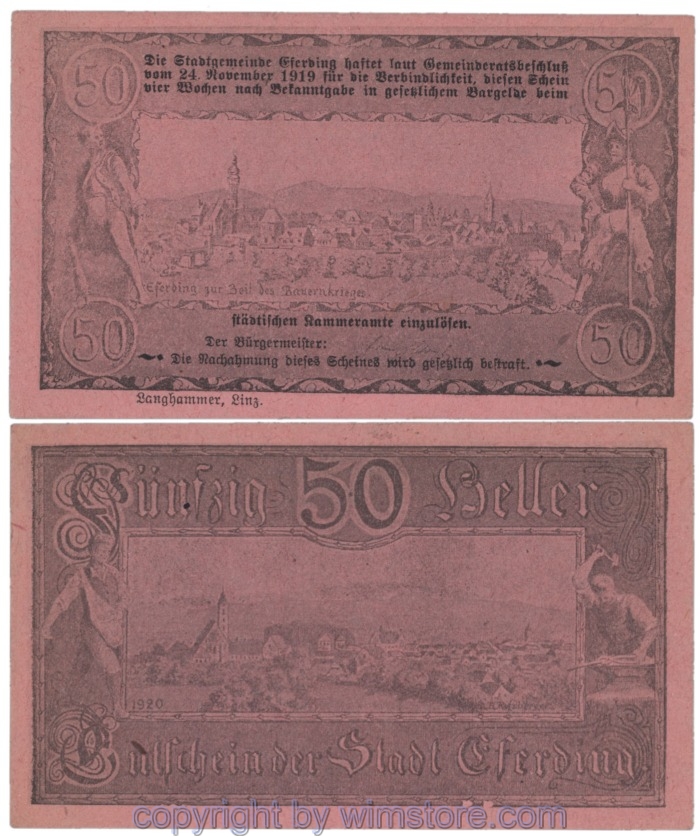 50
50
Die Stadtgemeinde Eferding haftet laut Gemeinderatsbeschluß
vom 24. November 1919 für die Verbindlichkeit, diesen Schein
vier Wochen nach Bekanntgabe in gesetzlichem Bargelde beim
Eferding zur Zeit des Bauernkrieges
50
50
städtischen Kammeramte einzulösen.
Der Bürgermeister:
Die Nachahmung dieses Scheines wird gesetzlich bestraft.
Langhammer, Linz.
Fünfzig 50 Heller
1920
Gutschein der Stadt Eferding
copyright by wimstore.com